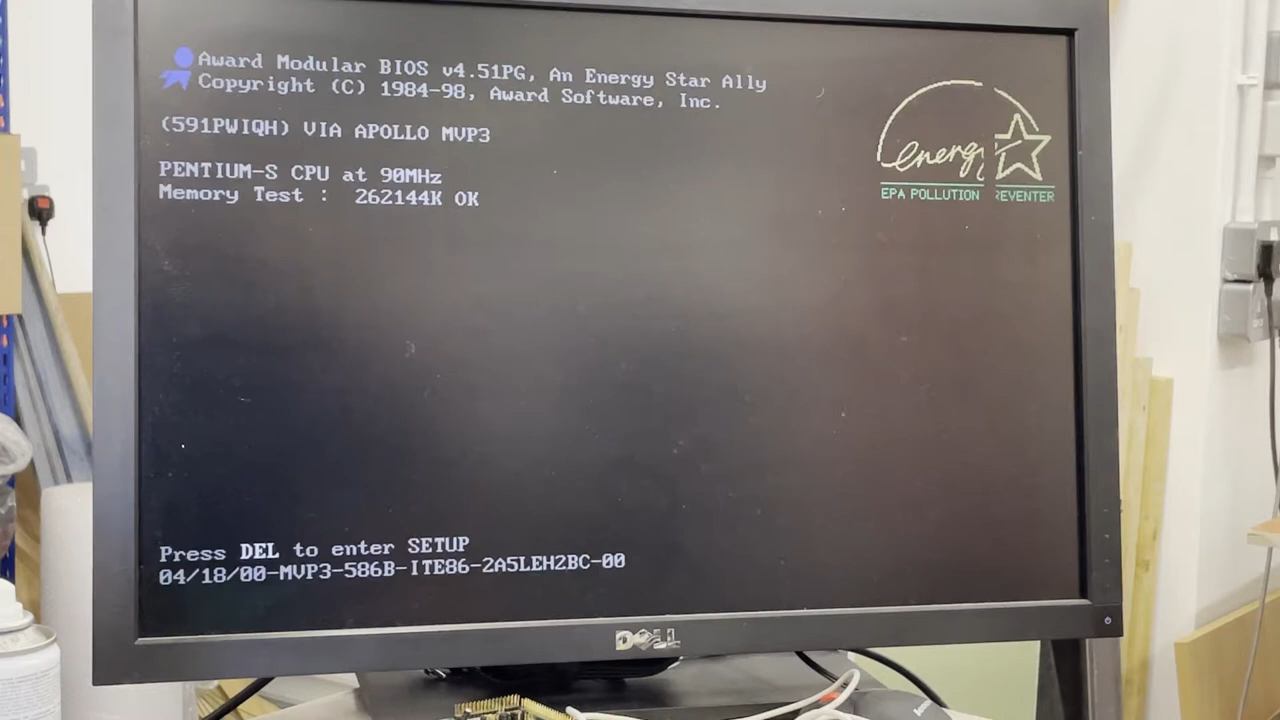 Award Modular BIOS v4.51PG, An Energy Star Ally
Copyright (C) 1984-98, Award Software, Inc.
(591PWIQH) VIA APOLLO MVP3
PENTIUM-S CPU at 90MHz
Memory Test : 262144K OK
energy
EPA POLLUTION REVENTER
Press DEL to enter SETUP
04/18/00-MVP3-586B-ITE86-2A5LEH2BC-00
DELL